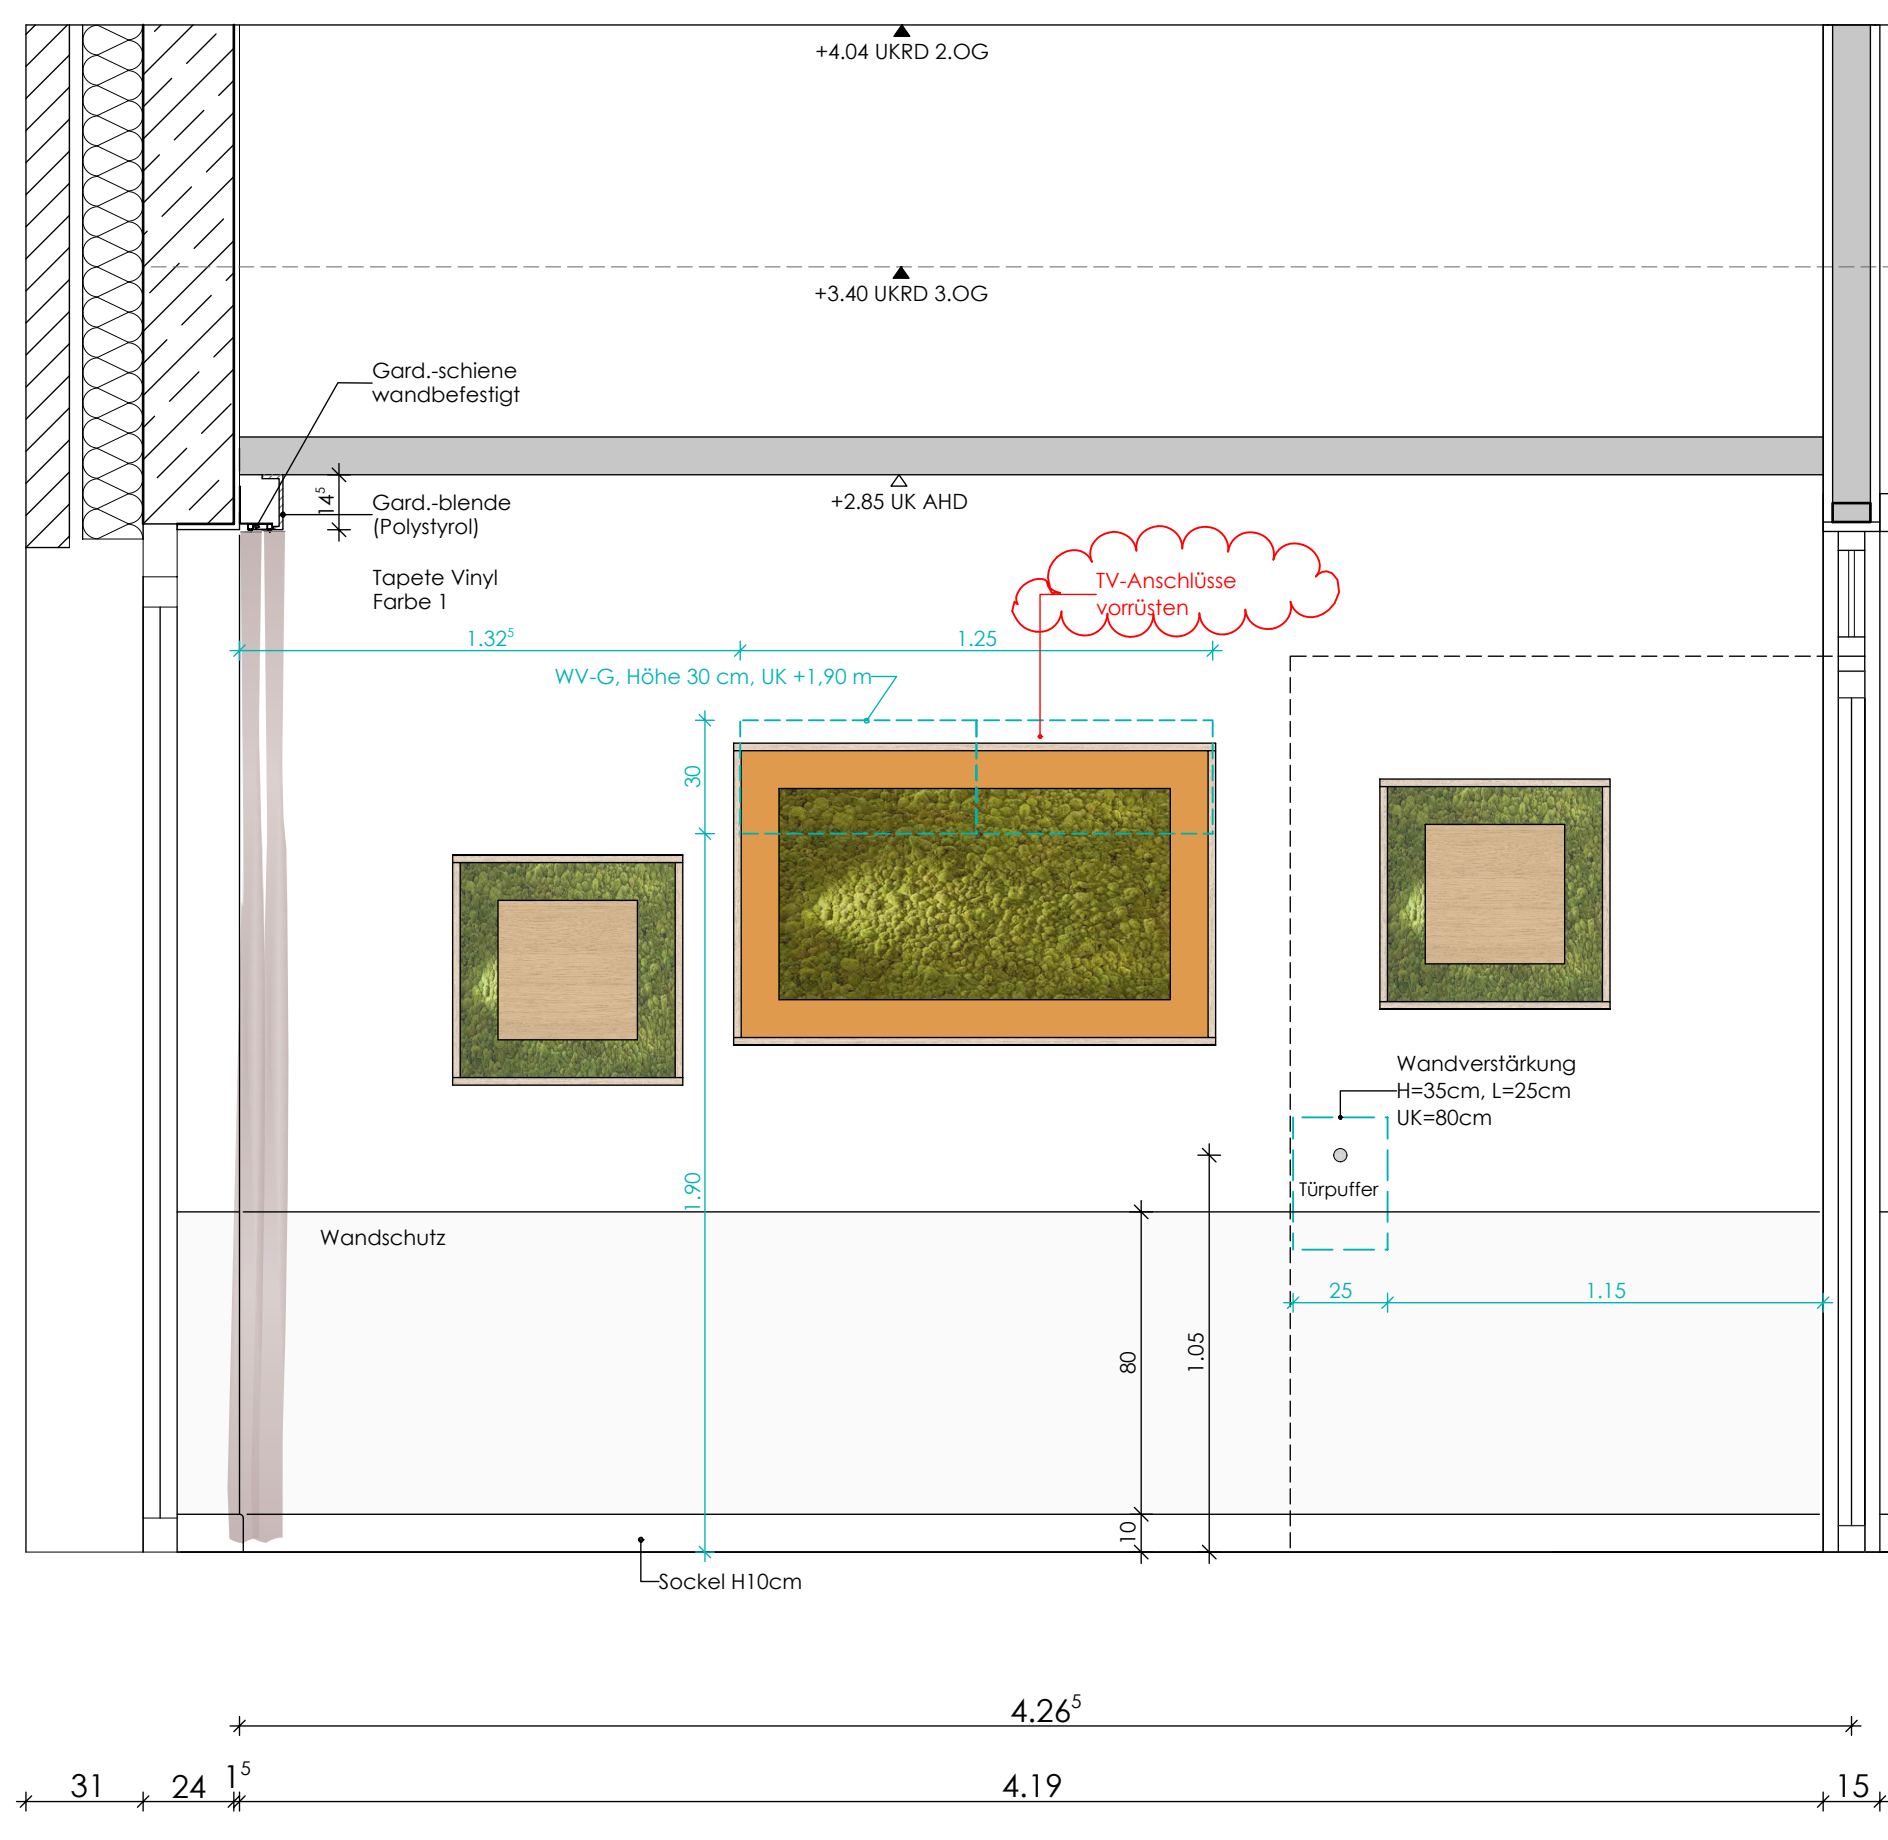 +4.04 UKRD 2.OG
+3.40 UKRD 3.OG
Gard.-schiene
wandbefestigt
14⁵
Gard.-blende
(Polystyrol)
+2.85 UK AHD
Tapete Vinyl
Farbe 1
TV-Anschlüsse
vorrüsten
1.32⁵
1.25
WV-G, Höhe 30 cm, UK +1,90 m
30
Wandverstärkung
H=35cm, L=25cm
UK=80cm
1.90
Türpuffer
Wandschutz
25
1.15
80
1.05
10
Sockel H10cm
4.26⁵
31
24
1⁵
4.19
15